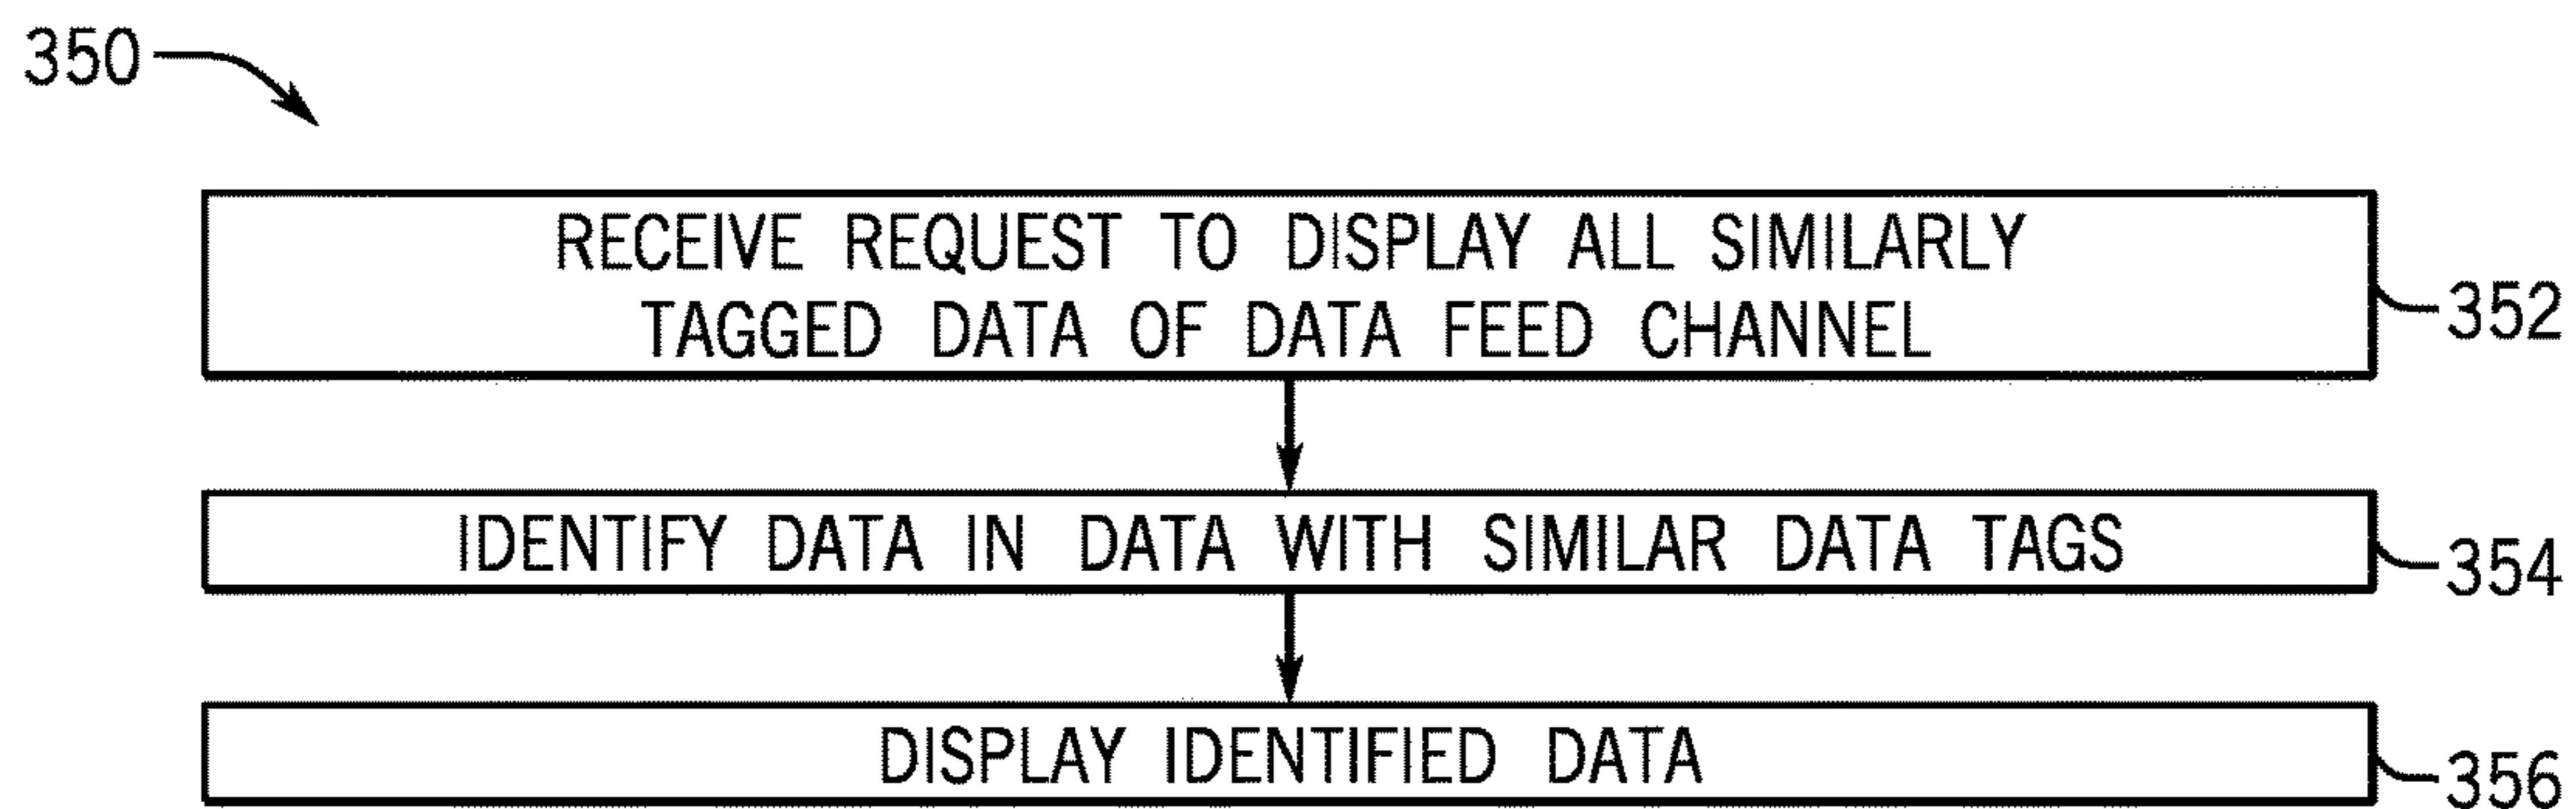 350
RECEIVE REQUEST TO DISPLAY ALL SIMILARLY
TAGGED DATA OF DATA FEED CHANNEL
352
IDENTIFY DATA IN DATA WITH SIMILAR DATA TAGS
354
DISPLAY IDENTIFIED DATA
356